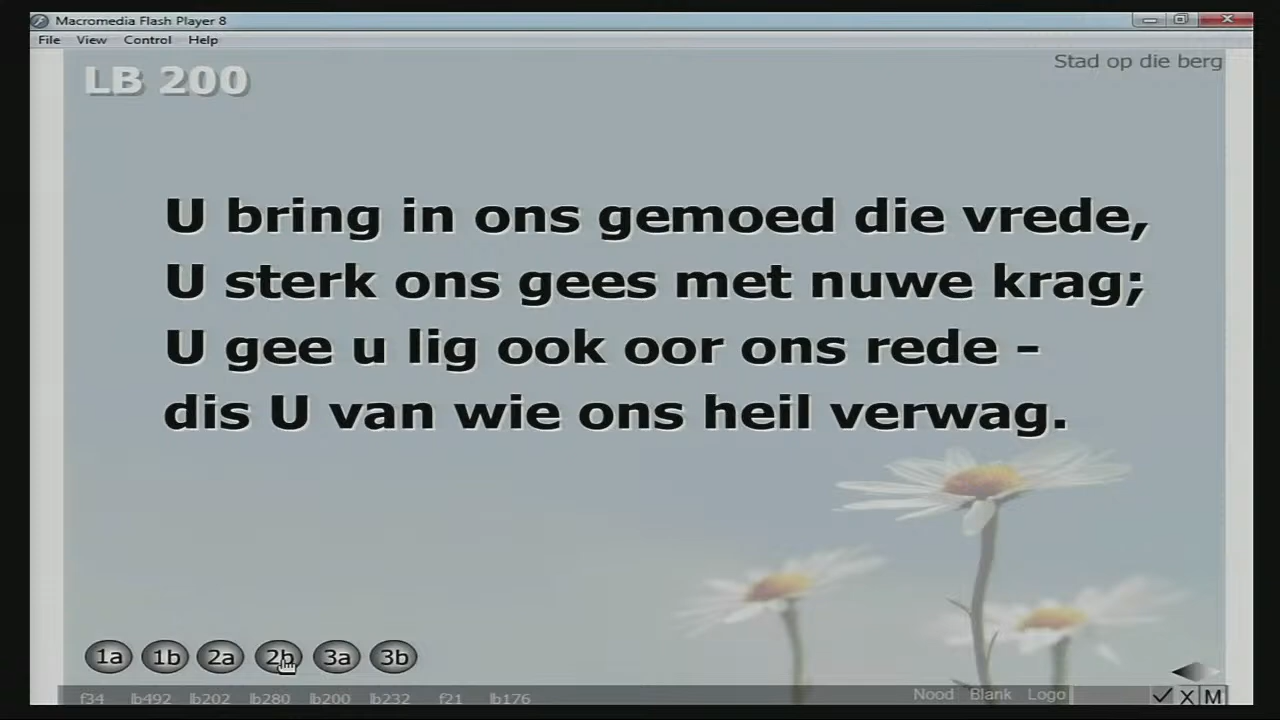 Macromedia Flash Player 8
File View Control Help
LB 200
Stad op die berg
U bring in ons gemoed die vrede,
U sterk ons gees met nuwe krag;
U gee u lig ook oor ons rede -
dis U van wie ons heil verwag.
1a 1b 2a 2b 3a 3b
f34 lb492 lb202 lb280 lb200 lb232 f21 lb176
Nood Blank Logo
X M